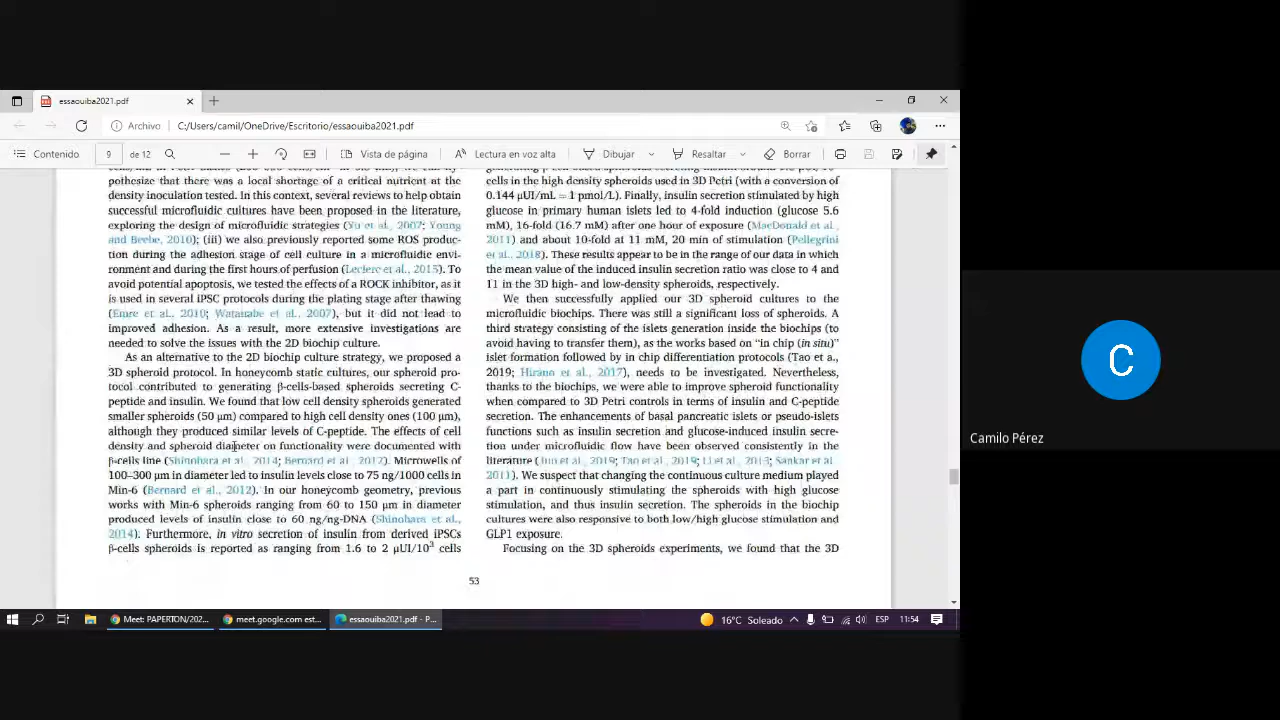 essaouiba2021.pdf
Archivo
C:/Users/camil/OneDrive/Escritorio/essaouiba2021.pdf
Contenido
9
de 12
Vista de página
Lectura en voz alta
Dibujar
Resaltar
Borrar
pothesize that there was a local shortage of a critical nutrient at the
density inoculation tested. In this context, several reviews to help obtain
successful microfluidic cultures have been proposed in the literature,
exploring the design of microfluidic strategies (Yu et al., 2007; Young
and Beebe, 2010); (iii) we also previously reported some ROS produc-
tion during the adhesion stage of cell culture in a microfluidic envi-
ronment and during the first hours of perfusion (Leclerc et al., 2015). To
avoid potential apoptosis, we tested the effects of a ROCK inhibitor, as it
is used in several iPSC protocols during the plating stage after thawing
(Emre et al., 2010; Watanabe et al., 2007), but it did not lead to
improved adhesion. As a result, more extensive investigations are
needed to solve the issues with the 2D biochip culture.
As an alternative to the 2D biochip culture strategy, we proposed a
3D spheroid protocol. In honeycomb static cultures, our spheroid pro-
tocol contributed to generating β-cells-based spheroids secreting C-
peptide and insulin. We found that low cell density spheroids generated
smaller spheroids (50 μm) compared to high cell density ones (100 μm),
although they produced similar levels of C-peptide. The effects of cell
density and spheroid diameter on functionality were documented with
β-cells line (Shinohara et al., 2014; Bernard et al., 2012). Microwells of
100–300 μm in diameter led to insulin levels close to 75 ng/1000 cells in
Min-6 (Bernard et al., 2012). In our honeycomb geometry, previous
works with Min-6 spheroids ranging from 60 to 150 μm in diameter
produced levels of insulin close to 60 ng/ng-DNA (Shinohara et al.,
2014). Furthermore, in vitro secretion of insulin from derived iPSCs
β-cells spheroids is reported as ranging from 1.6 to 2 μUI/10³ cells
cells in the high density spheroids used in 3D Petri (with a conversion of
0.144 μUI/mL = 1 pmol/L). Finally, insulin secretion stimulated by high
glucose in primary human islets led to 4-fold induction (glucose 5.6
mM), 16-fold (16.7 mM) after one hour of exposure (MacDonald et al.,
2011) and about 10-fold at 11 mM, 20 min of stimulation (Pellegrini
et al., 2018). These results appear to be in the range of our data in which
the mean value of the induced insulin secretion ratio was close to 4 and
11 in the 3D high- and low-density spheroids, respectively.
We then successfully applied our 3D spheroid cultures to the
microfluidic biochips. There was still a significant loss of spheroids. A
third strategy consisting of the islets generation inside the biochips (to
avoid having to transfer them), as the works based on “in chip (in situ)”
islet formation followed by in chip differentiation protocols (Tao et a.,
2019; Hirano et al., 2017), needs to be investigated. Nevertheless,
thanks to the biochips, we were able to improve spheroid functionality
when compared to 3D Petri controls in terms of insulin and C-peptide
secretion. The enhancements of basal pancreatic islets or pseudo-islets
functions such as insulin secretion and glucose-induced insulin secre-
tion under microfluidic flow have been observed consistently in the
literature (Jun et al., 2019; Tao et al., 2019; Li et al., 2013; Sankar et al.,
2011). We suspect that changing the continuous culture medium played
a part in continuously stimulating the spheroids with high glucose
stimulation, and thus insulin secretion. The spheroids in the biochip
cultures were also responsive to both low/high glucose stimulation and
GLP1 exposure.
Focusing on the 3D spheroids experiments, we found that the 3D
53
Meet: PAPERTON/202...
meet.google.com est...
essaouiba2021.pdf - P...
16°C Soleado
ESP
11:54
C
Camilo Pérez